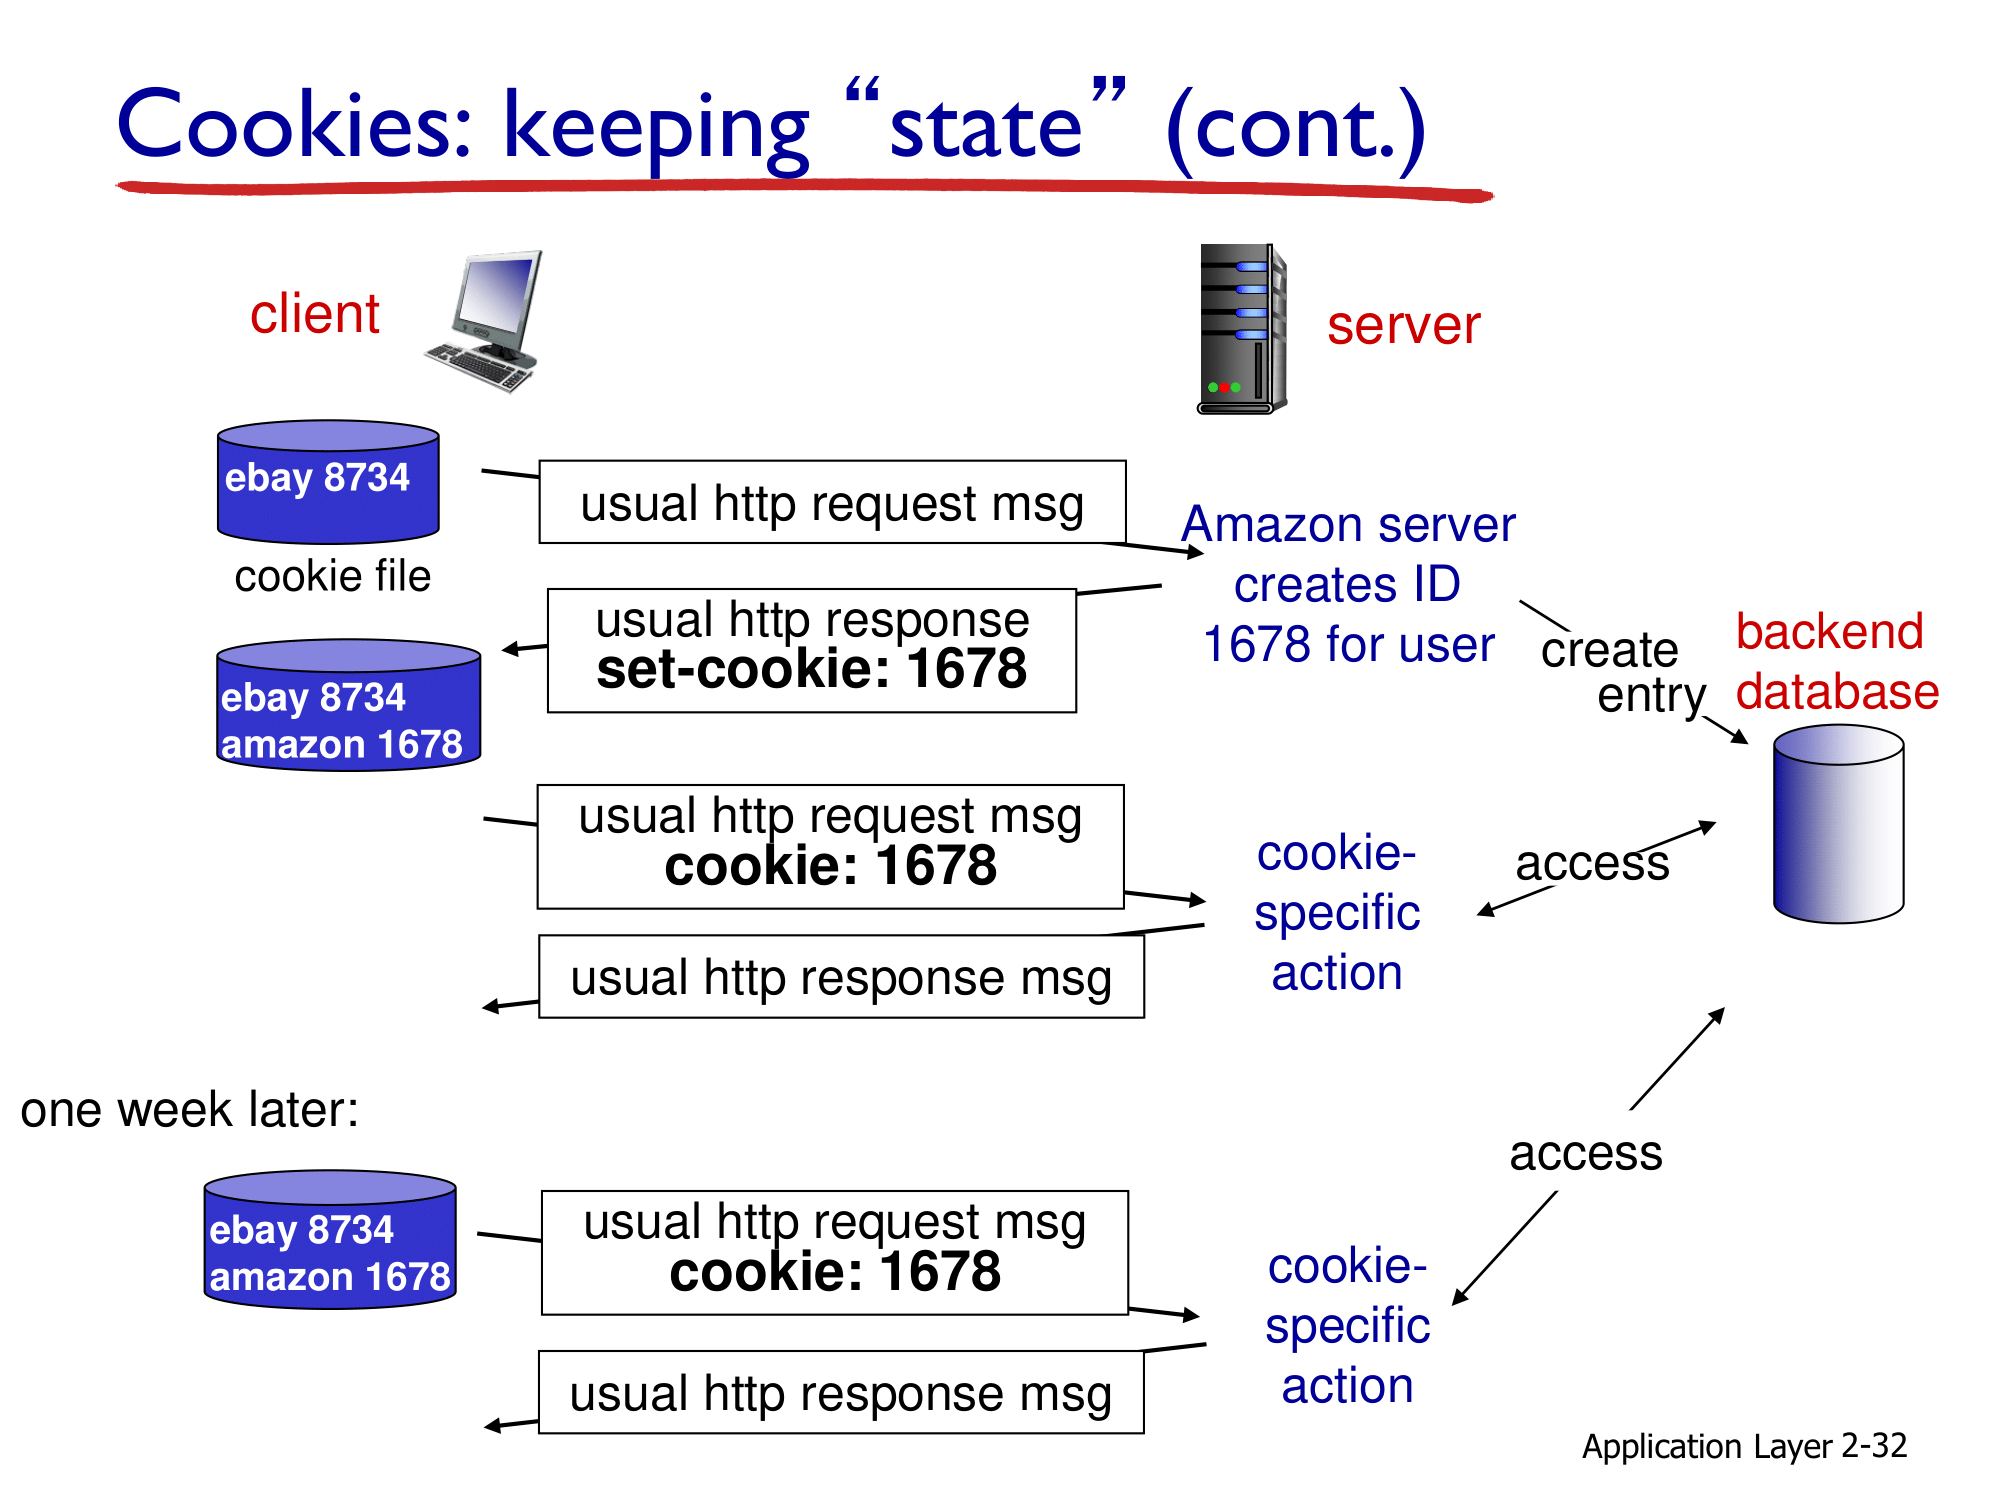 Cookies: keeping “state” (cont.)
client
server
ebay 8734
cookie file
usual http request msg
Amazon server
creates ID
1678 for user
usual http response
set-cookie: 1678
create
entry
backend
database
ebay 8734
amazon 1678
usual http request msg
cookie: 1678
cookie-
specific
action
access
usual http response msg
one week later:
access
ebay 8734
amazon 1678
usual http request msg
cookie: 1678
cookie-
specific
action
usual http response msg
Application Layer 2-32